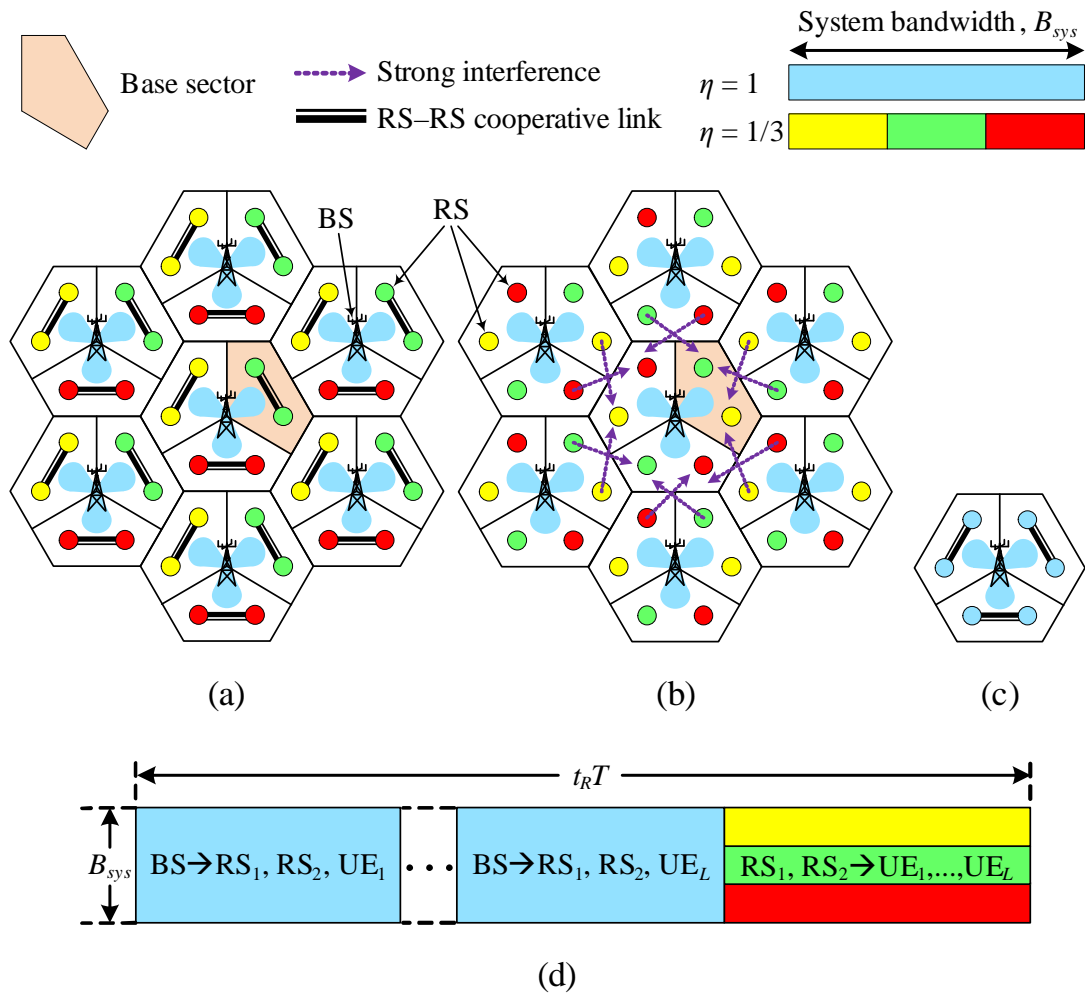 System bandwidth, B_sys
Base sector
Strong interference
RS–RS cooperative link
η = 1
η = 1/3
BS
RS
(a)
(b)
(c)
t_RT
B_sys
BS→RS₁, RS₂, UE₁
• • •
BS→RS₁, RS₂, UE_L
RS₁, RS₂→UE₁,...,UE_L
(d)